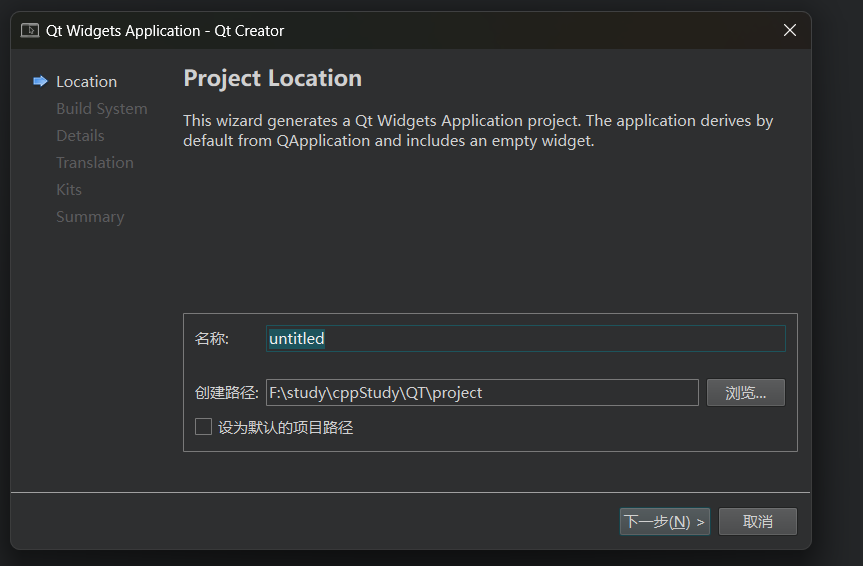 Qt Widgets Application - Qt Creator
Location
Build System
Details
Translation
Kits
Summary
Project Location
This wizard generates a Qt Widgets Application project. The application derives by
default from QApplication and includes an empty widget.
名称:
untitled
创建路径:
F:\study\cppStudy\QT\project
浏览...
设为默认的项目路径
下一步(N) >
取消